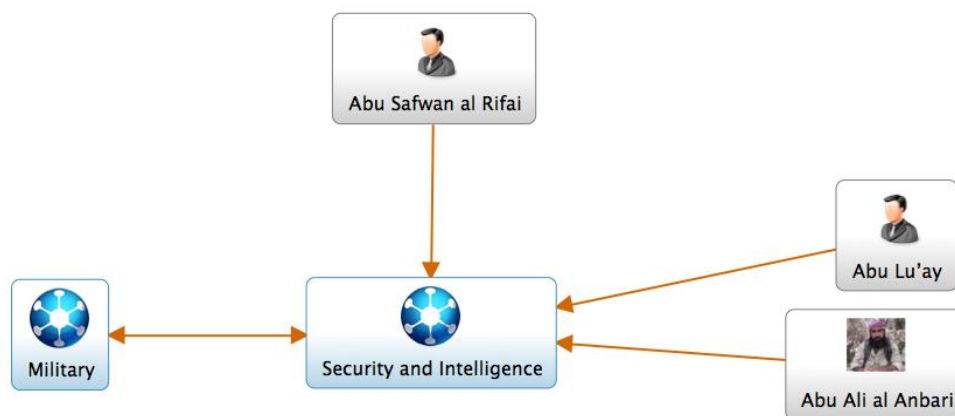 Abu Safwan al Rifai
Abu Lu’ay
Military
Security and Intelligence
Abu Ali al Anbari